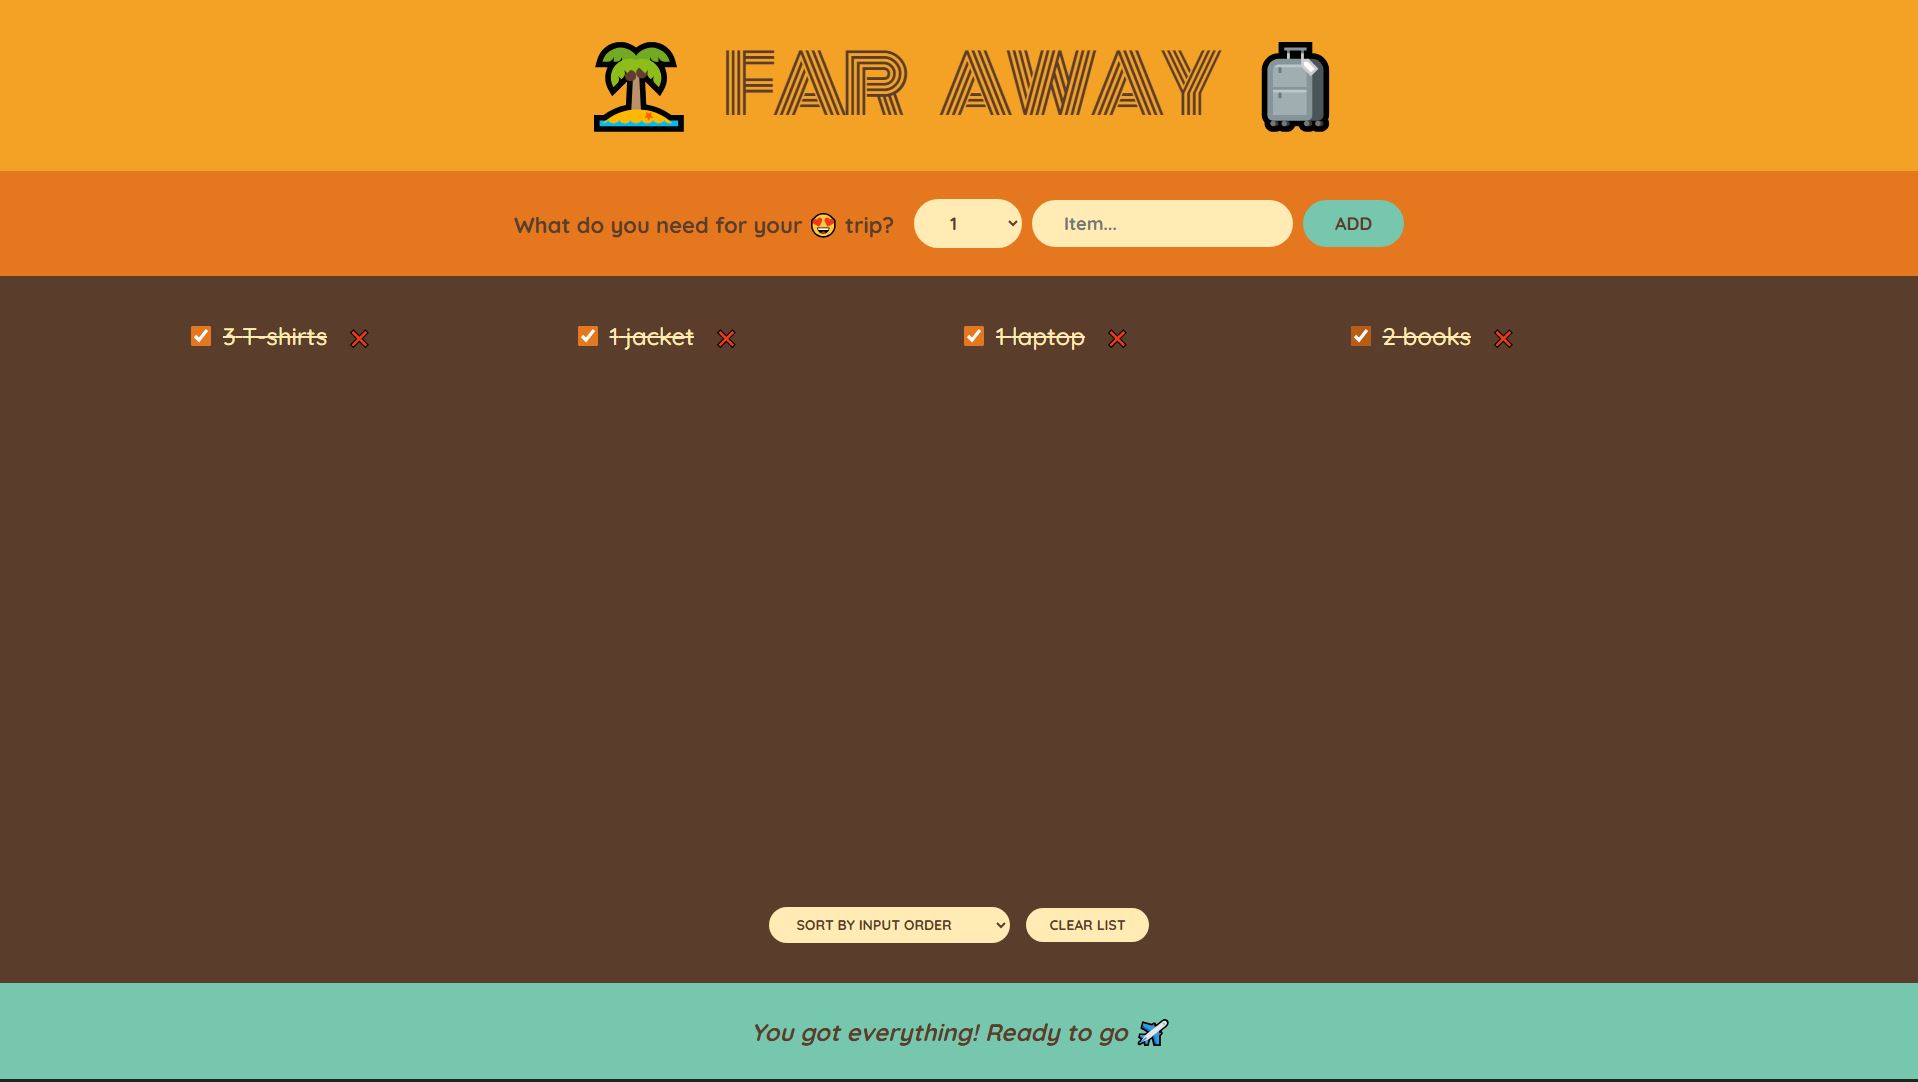 FAR AWAY
What do you need for your 😍 trip? 1 Item... ADD
3 T-shirts ❌ 1 jacket ❌ 1 laptop ❌ 2 books ❌
SORT BY INPUT ORDER CLEAR LIST
You got everything! Ready to go ✈️